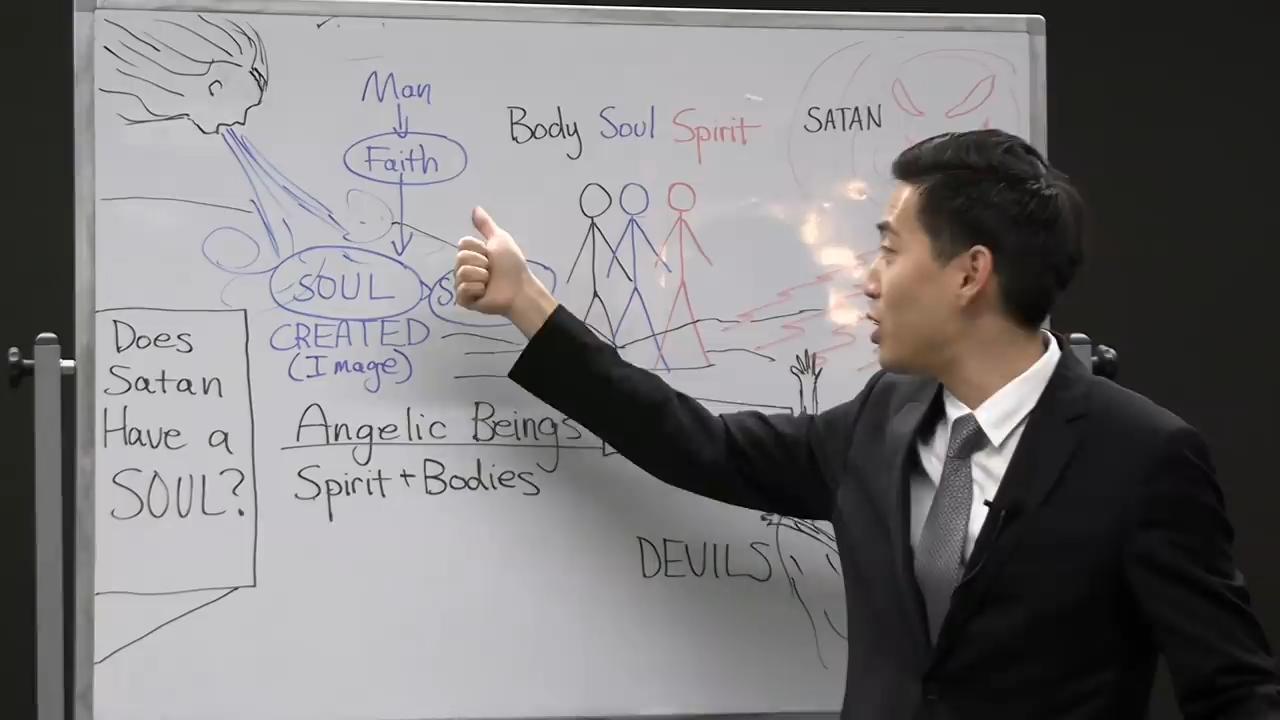 Man
Faith
SOUL
CREATED
(Image)
Body Soul Spirit
SATAN
Does
Satan
Have a
SOUL?
Angelic Beings
Spirit + Bodies
DEVILS